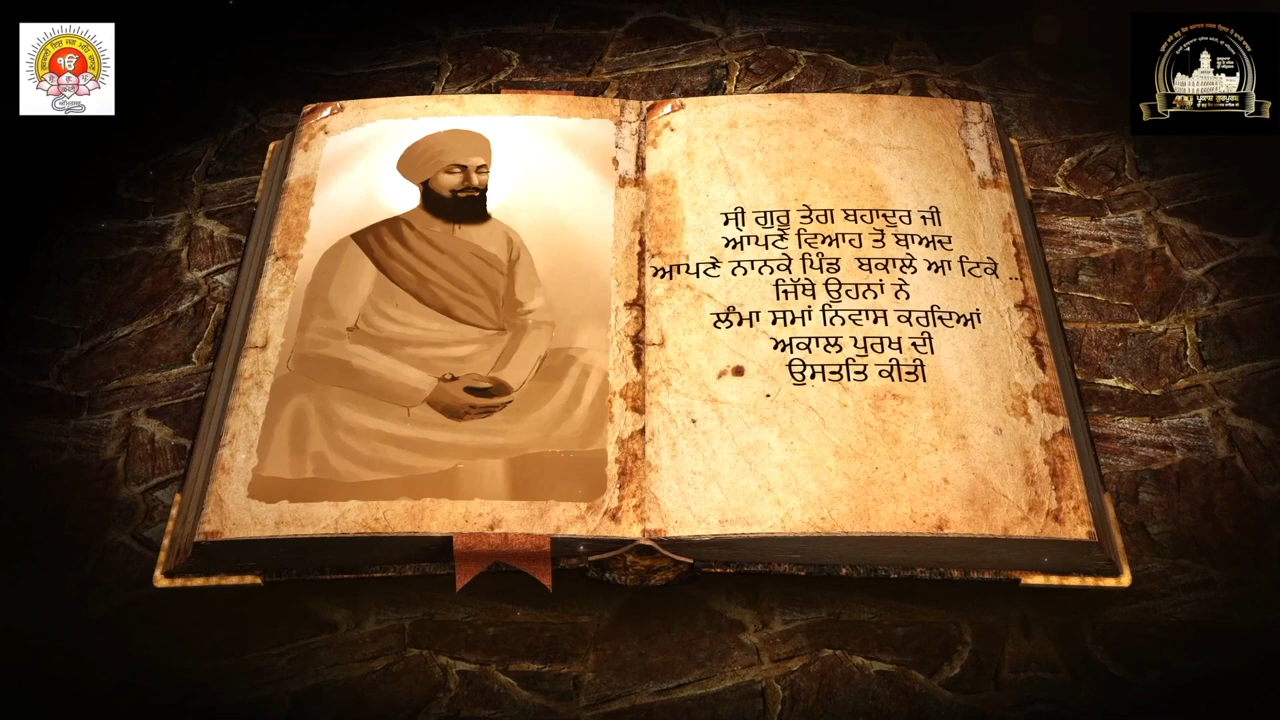 ਸ੍ਰੀ ਗੁਰੂ ਤੇਗ ਬਹਾਦੁਰ ਜੀ
ਆਪਣੇ ਵਿਆਹ ਤੋਂ ਬਾਅਦ
ਆਪਣੇ ਨਾਨਕੇ ਪਿੰਡ ਬਕਾਲੇ ਆ ਟਿਕੇ ...
ਜਿੱਥੇ ਉਹਨਾਂ ਨੇ
ਲੰਮਾ ਸਮਾਂ ਨਿਵਾਸ ਕਰਦਿਆਂ
ਅਕਾਲ ਪੁਰਖ ਦੀ
ਉਸਤਤਿ ਕੀਤੀ
ੴ